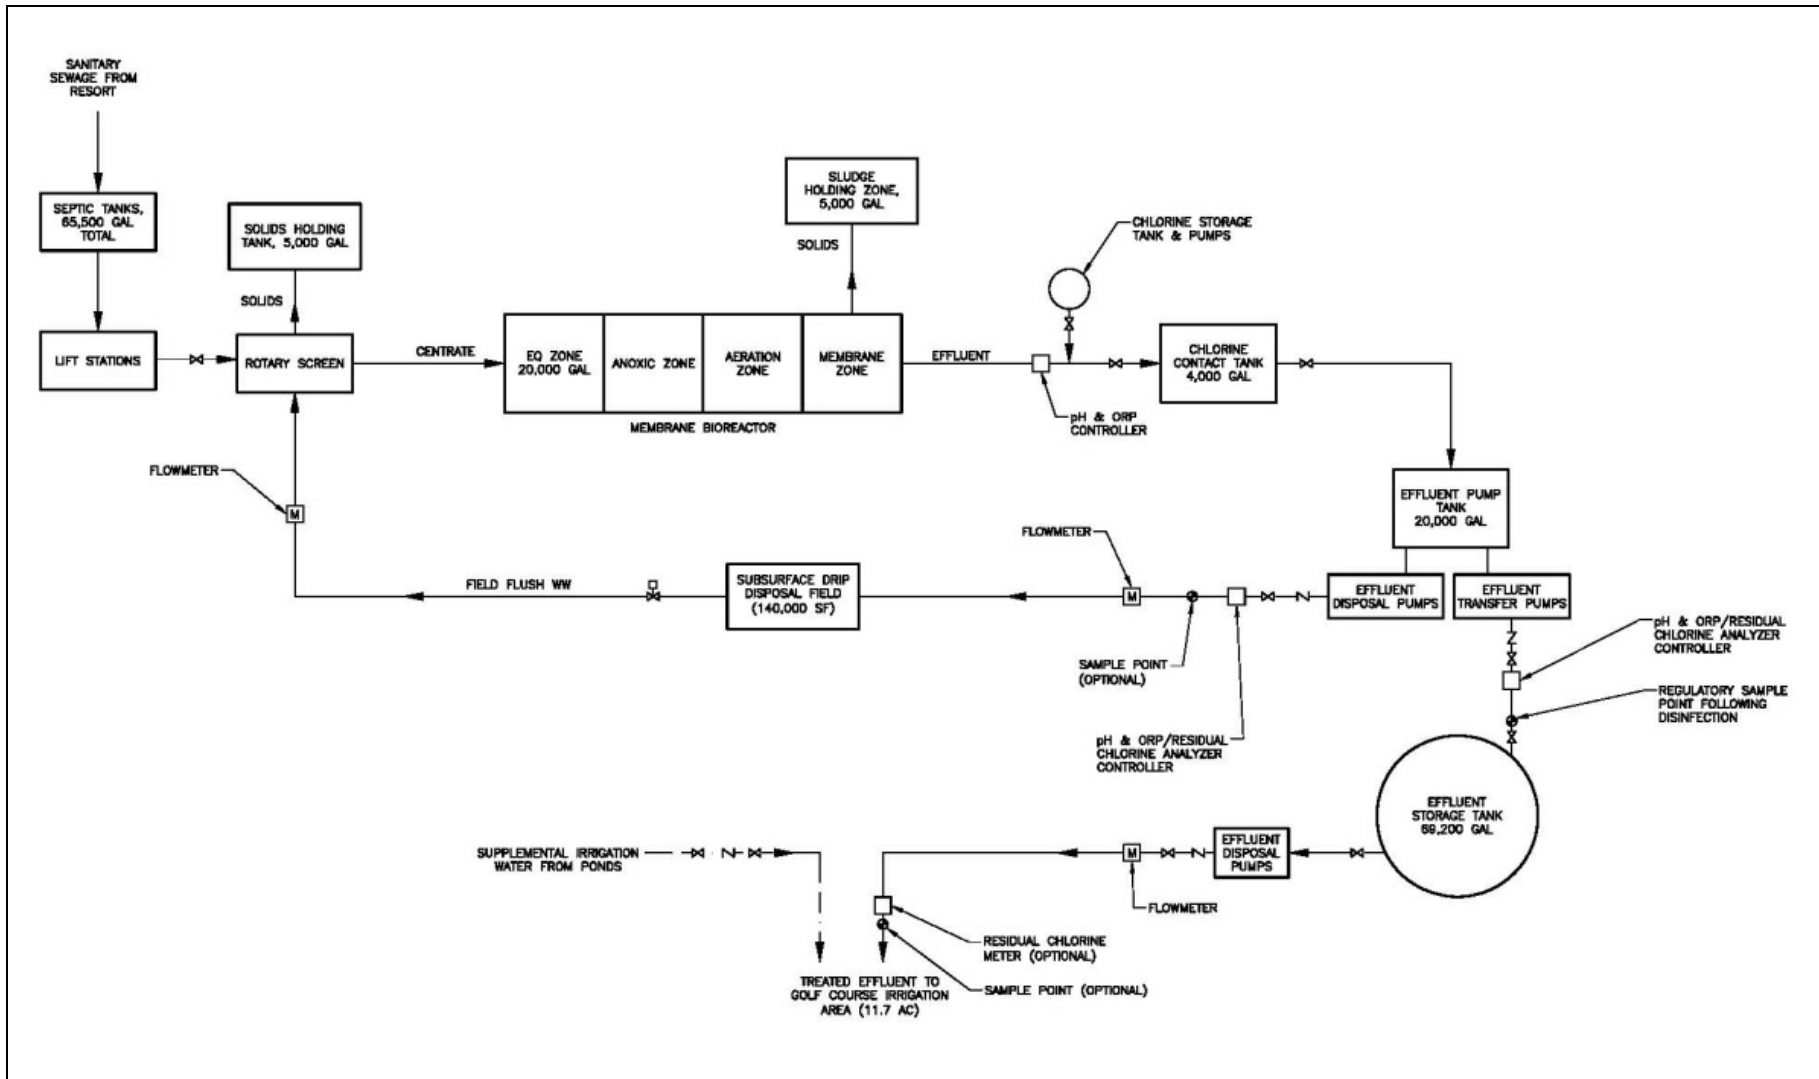 SANITARY
SEWAGE FROM
RESORT
SEPTIC TANKS,
65,500 GAL
TOTAL
LIFT STATIONS
SOLIDS HOLDING
TANK, 5,000 GAL
SOLIDS
ROTARY SCREEN
CENTRATE
EQ ZONE
20,000 GAL
ANOXIC ZONE
AERATION
ZONE
MEMBRANE
ZONE
MEMBRANE BIOREACTOR
SLUDGE
HOLDING ZONE,
5,000 GAL
SOLIDS
EFFLUENT
CHLORINE STORAGE
TANK & PUMPS
pH & ORP
CONTROLLER
CHLORINE
CONTACT TANK
4,000 GAL
EFFLUENT PUMP
TANK
20,000 GAL
EFFLUENT
DISPOSAL PUMPS
EFFLUENT
TRANSFER PUMPS
FLOWMETER
M
FIELD FLUSH WW
SUBSURFACE DRIP
DISPOSAL FIELD
(140,000 SF)
FLOWMETER
M
SAMPLE POINT
(OPTIONAL)
pH & ORP/RESIDUAL
CHLORINE ANALYZER
CONTROLLER
pH & ORP/RESIDUAL
CHLORINE ANALYZER
CONTROLLER
REGULATORY SAMPLE
POINT FOLLOWING
DISINFECTION
EFFLUENT
STORAGE TANK
69,200 GAL
EFFLUENT
DISPOSAL
PUMPS
M
FLOWMETER
SUPPLEMENTAL IRRIGATION
WATER FROM PONDS
RESIDUAL CHLORINE
METER (OPTIONAL)
SAMPLE POINT (OPTIONAL)
TREATED EFFLUENT TO
GOLF COURSE IRRIGATION
AREA (11.7 AC)